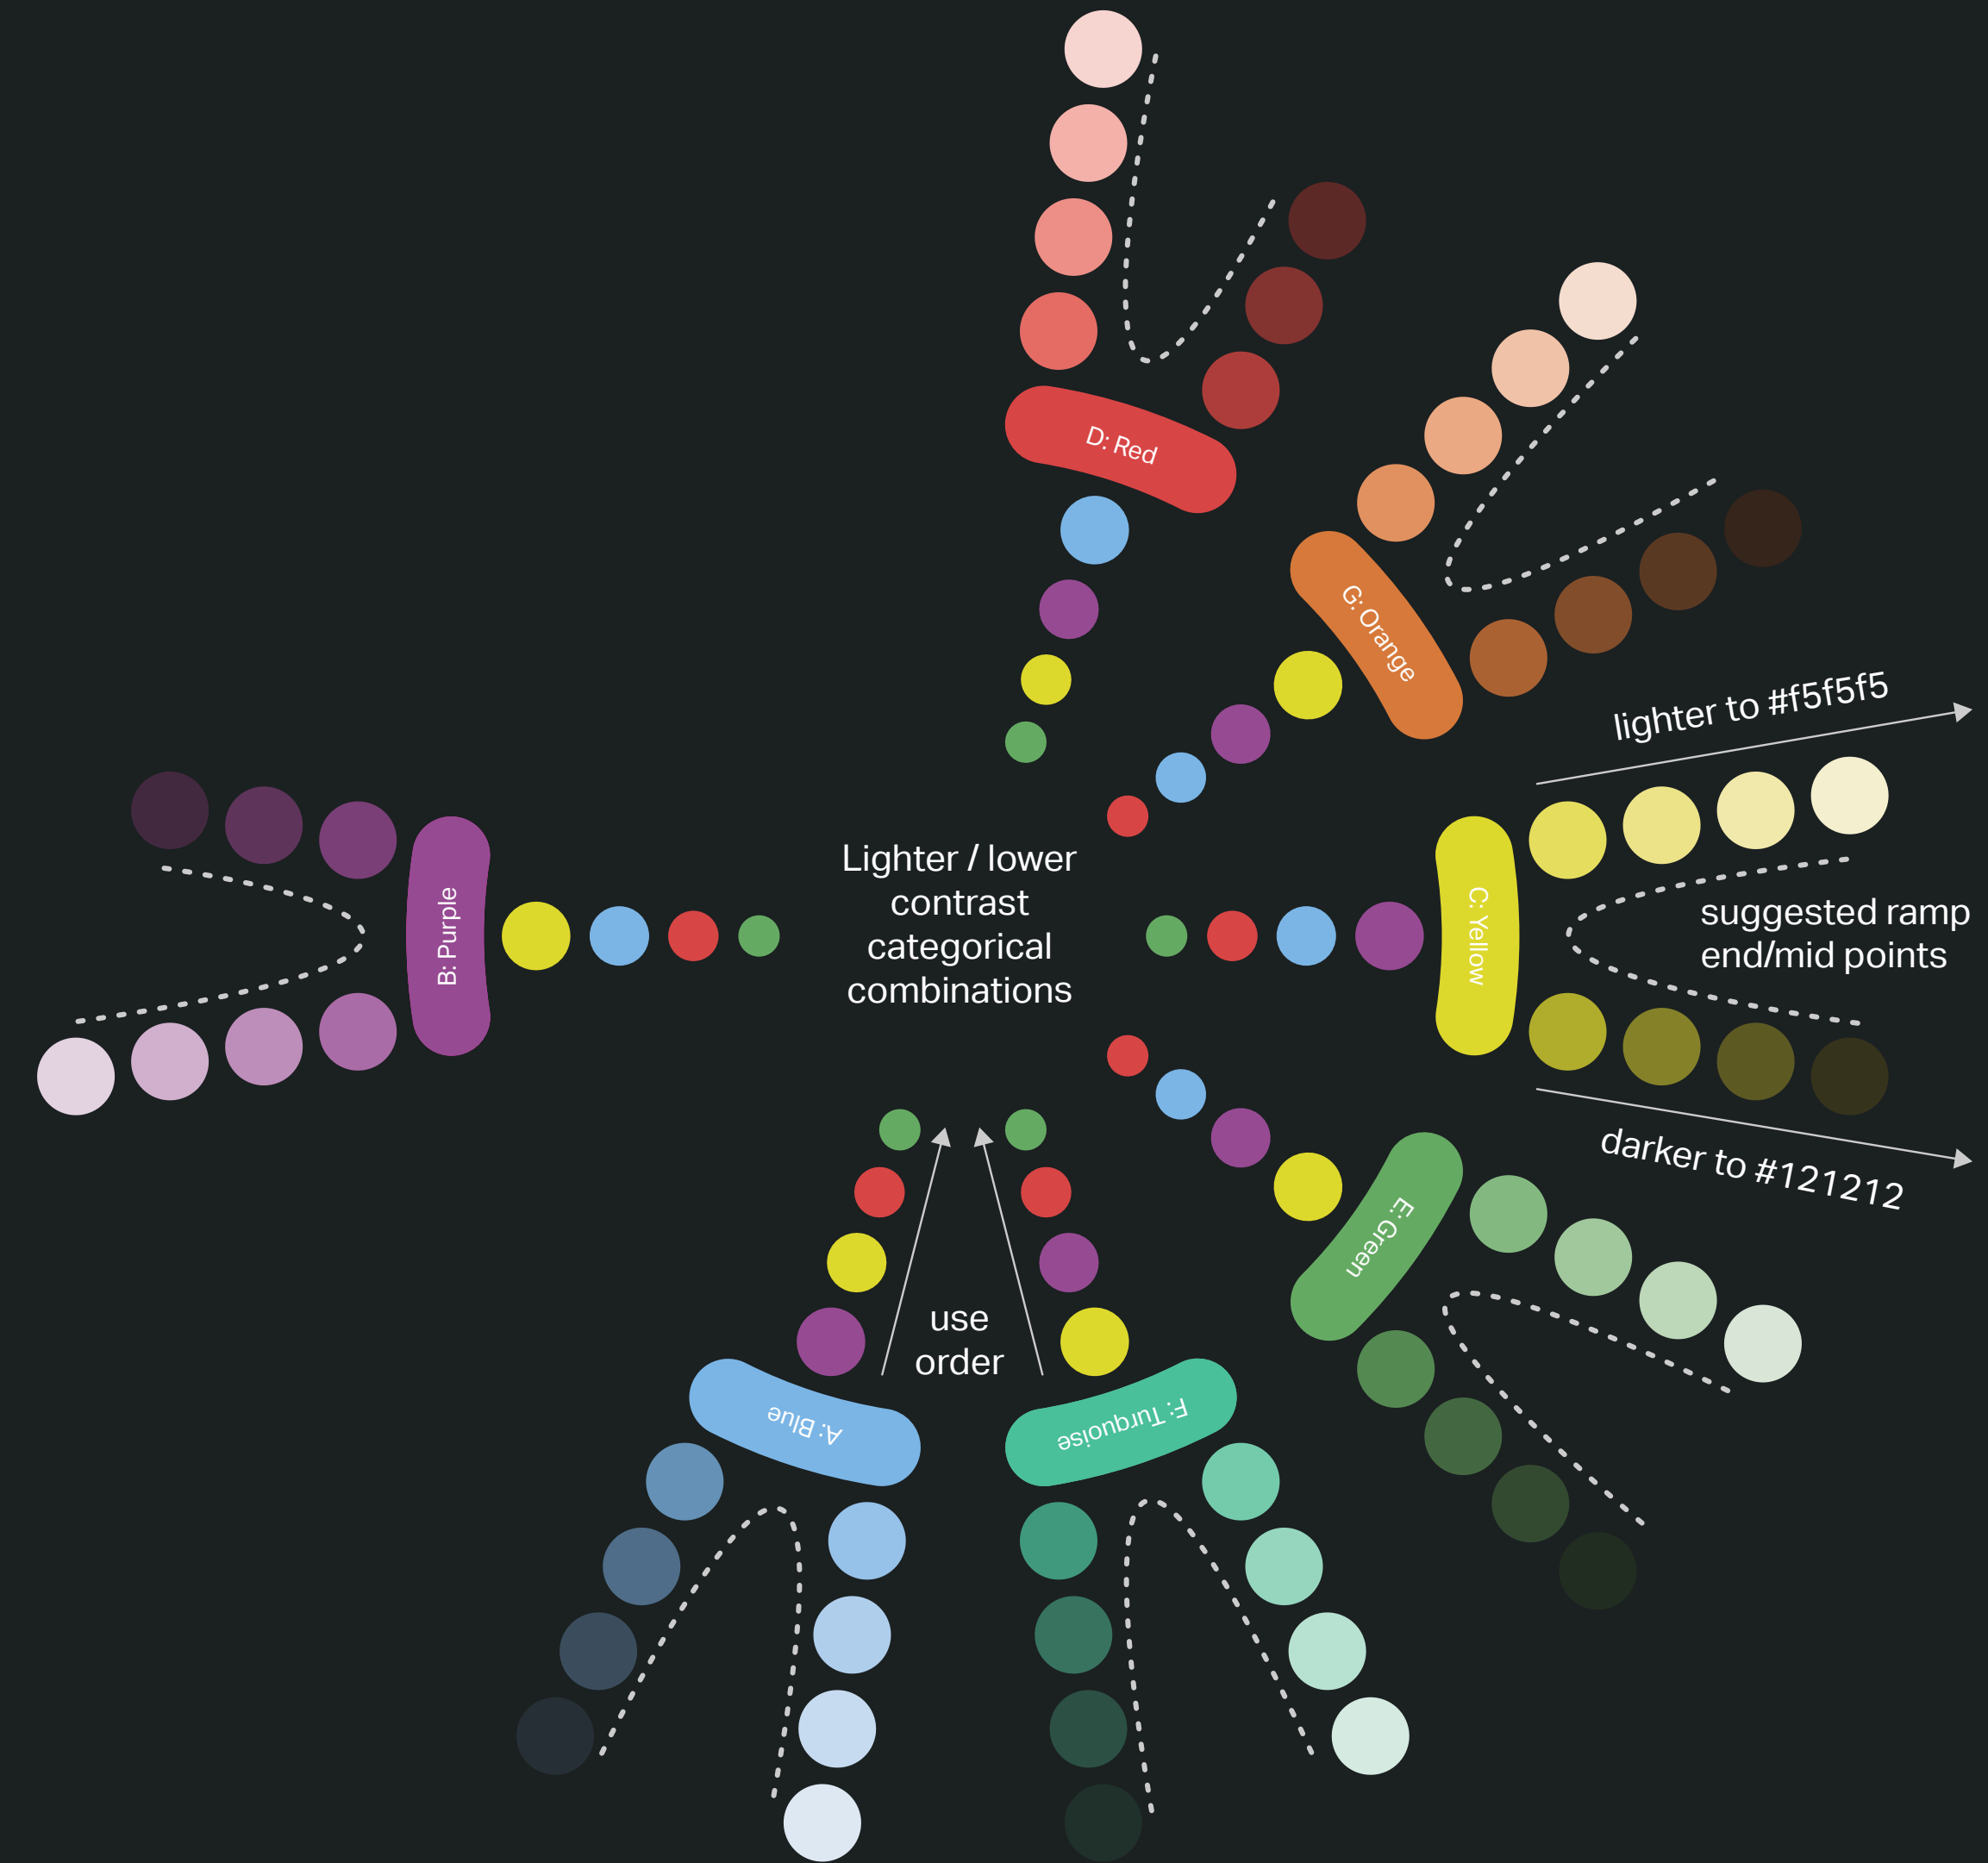 D: Red
G: Orange
lighter to #f5f5f5
Lighter / lower
contrast
categorical
combinations
B: Purple
C: Yellow
suggested ramp
end/mid points
darker to #121212
E: Green
use
order
A: Blue
F: Turquoise